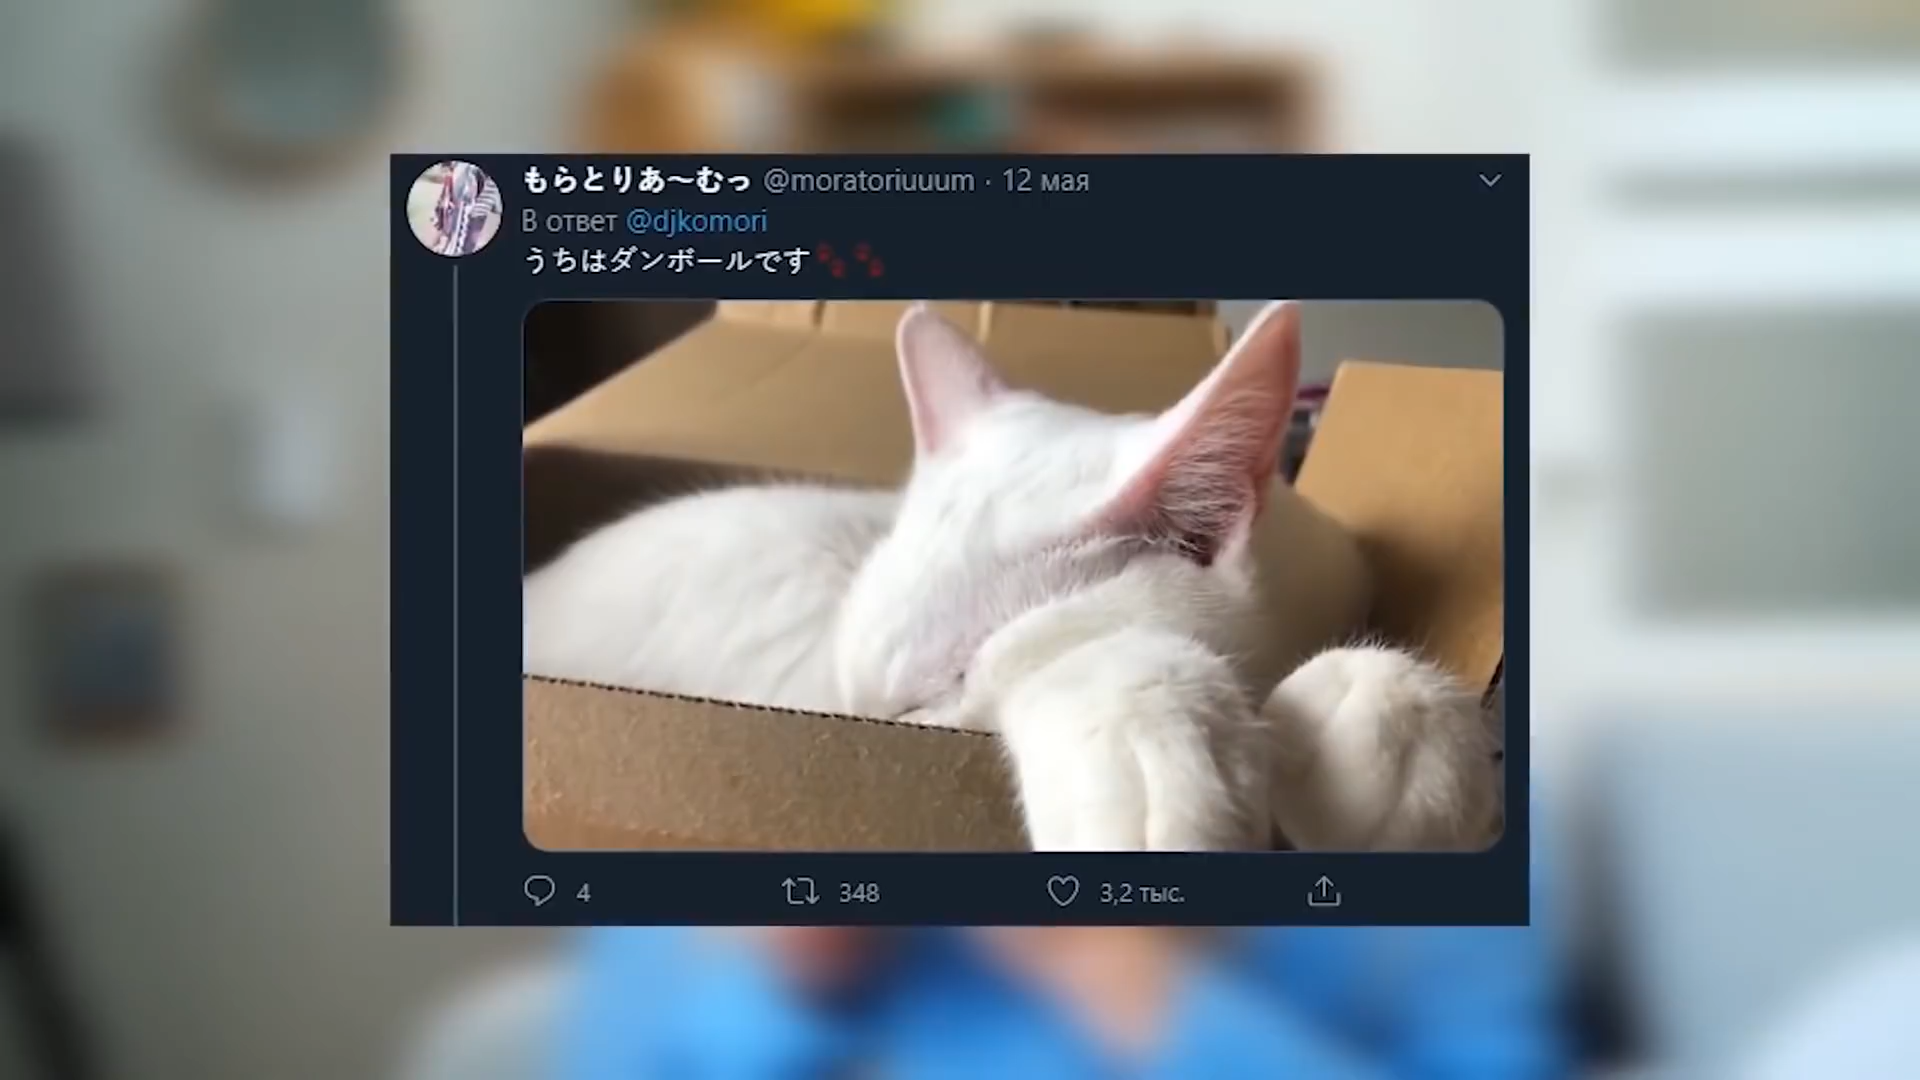 もらとりあ〜むっ @moratoriuuum · 12 мая
В ответ @djkomori
うちはダンボールです🐾🐾
4 348 3,2 тыс.